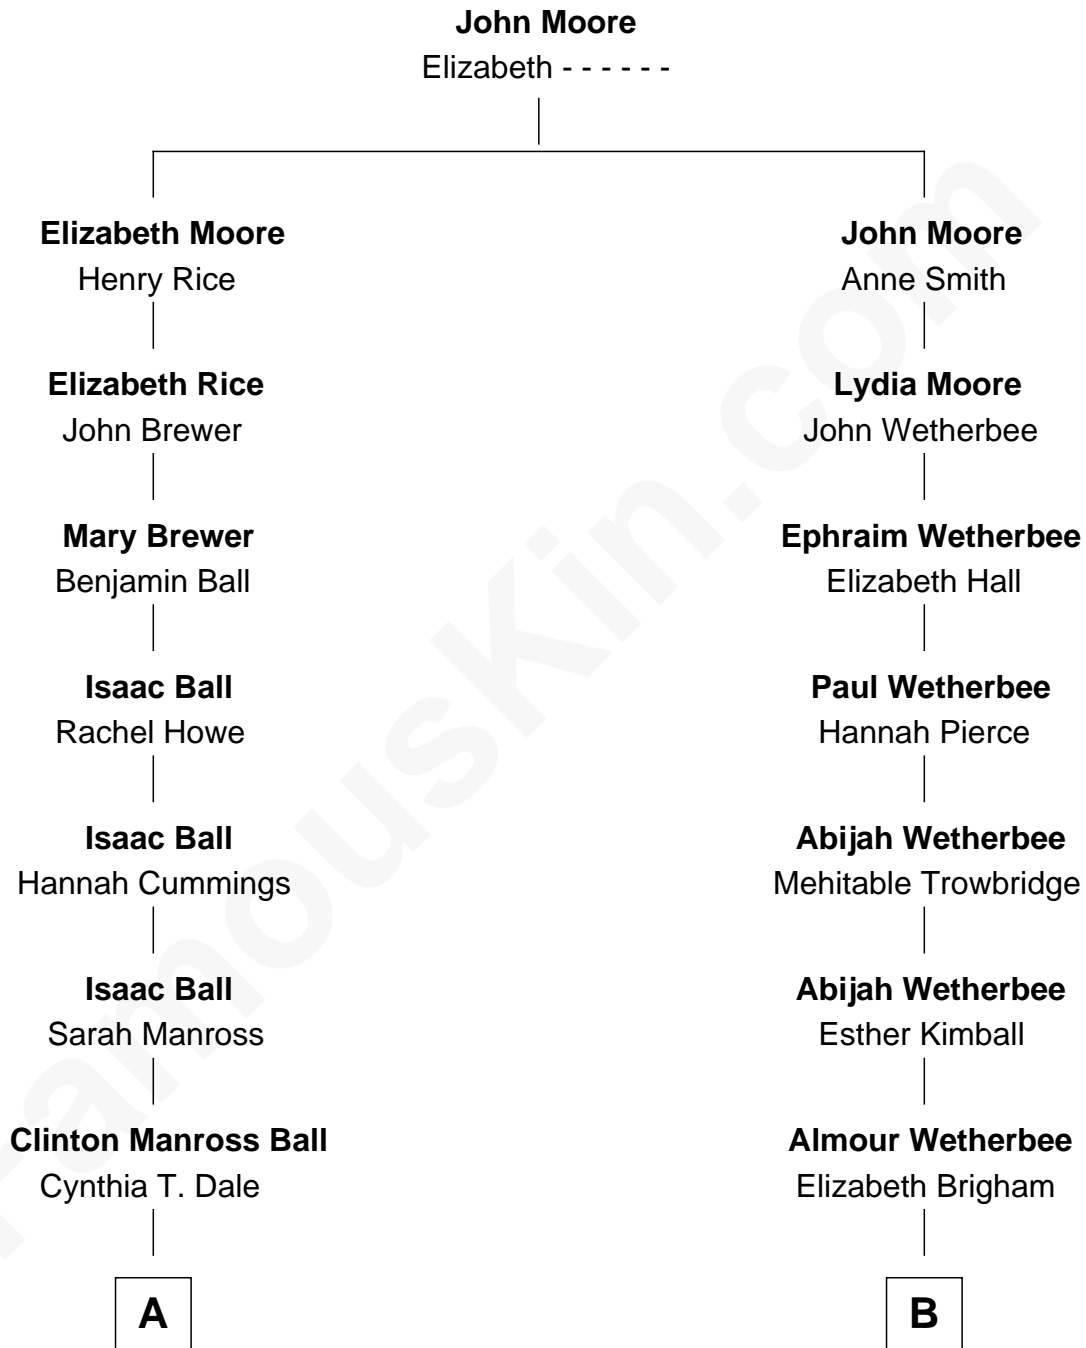 John Moore
Elizabeth - - - - - -
Elizabeth Moore
Henry Rice
John Moore
Anne Smith
Elizabeth Rice
John Brewer
Lydia Moore
John Wetherbee
Mary Brewer
Benjamin Ball
Ephraim Wetherbee
Elizabeth Hall
Isaac Ball
Rachel Howe
Paul Wetherbee
Hannah Pierce
Isaac Ball
Hannah Cummings
Abijah Wetherbee
Mehitable Trowbridge
Isaac Ball
Sarah Manross
Abijah Wetherbee
Esther Kimball
Clinton Manross Ball
Cynthia T. Dale
Almour Wetherbee
Elizabeth Brigham
A
B
FamousKin.com